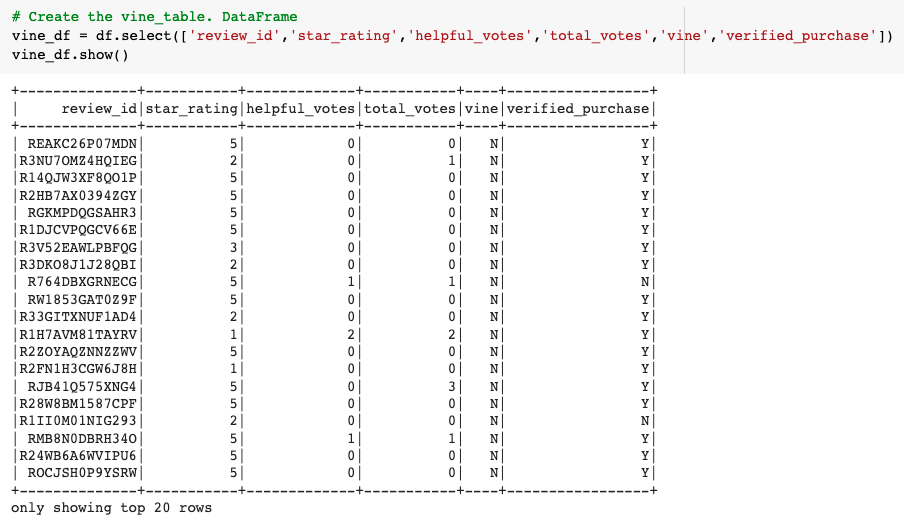 # Create the vine_table. DataFrame
vine_df = df.select(['review_id','star_rating','helpful_votes','total_votes','vine','verified_purchase'])
vine_df.show()
+--------------+-----------+-------------+-----------+----+-----------------+
|     review_id|star_rating|helpful_votes|total_votes|vine|verified_purchase|
+--------------+-----------+-------------+-----------+----+-----------------+
| REAKC26P07MDN|          5|            0|          0|   N|                Y|
|R3NU7OMZ4HQIEG|          2|            0|          1|   N|                Y|
|R14QJW3XF8QO1P|          5|            0|          0|   N|                Y|
|R2HB7AX0394ZGY|          5|            0|          0|   N|                Y|
| RGKMPDQGSAHR3|          5|            0|          0|   N|                Y|
|R1DJCVPQGCV66E|          5|            0|          0|   N|                Y|
|R3V52EAWLPBFQG|          3|            0|          0|   N|                Y|
|R3DKO8J1J28QBI|          2|            0|          0|   N|                Y|
| R764DBXGRNECG|          5|            1|          1|   N|                N|
| RW1853GAT0Z9F|          5|            0|          0|   N|                Y|
|R33GITXNUF1AD4|          2|            0|          0|   N|                Y|
|R1H7AVM81TAYRV|          1|            2|          2|   N|                Y|
|R2ZOYAQZNNZZWV|          5|            0|          0|   N|                Y|
|R2FN1H3CGW6J8H|          1|            0|          0|   N|                Y|
| RJB41Q575XNG4|          5|            0|          3|   N|                Y|
|R28W8BM1587CPF|          5|            0|          0|   N|                Y|
|R1II0M01NIG293|          2|            0|          0|   N|                N|
| RMB8N0DBRH34O|          5|            1|          1|   N|                Y|
|R24WB6A6WVIPU6|          5|            0|          0|   N|                Y|
| ROCJSH0P9YSRW|          5|            0|          0|   N|                Y|
+--------------+-----------+-------------+-----------+----+-----------------+
only showing top 20 rows